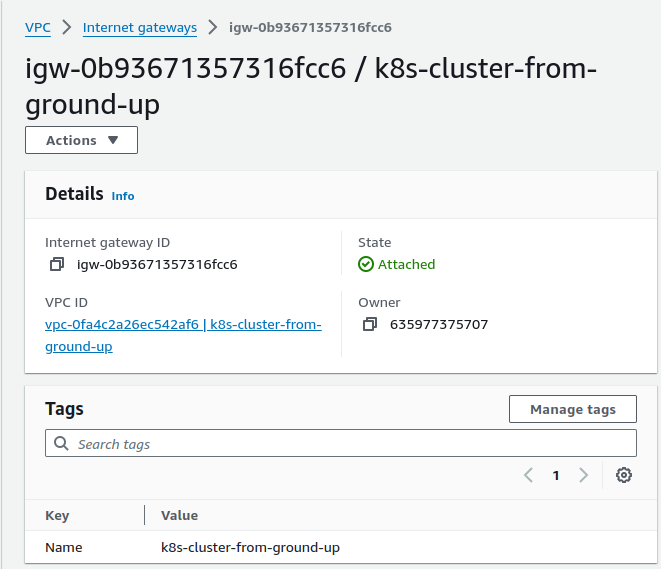 VPC > Internet gateways > igw-0b93671357316fcc6
igw-0b93671357316fcc6 / k8s-cluster-from-
ground-up
Actions
Details Info
Internet gateway ID
igw-0b93671357316fcc6
State
Attached
VPC ID
vpc-0fa4c2a26ec542af6 | k8s-cluster-from-
ground-up
Owner
635977375707
Tags
Manage tags
Search tags
1
Key Value
Name k8s-cluster-from-ground-up